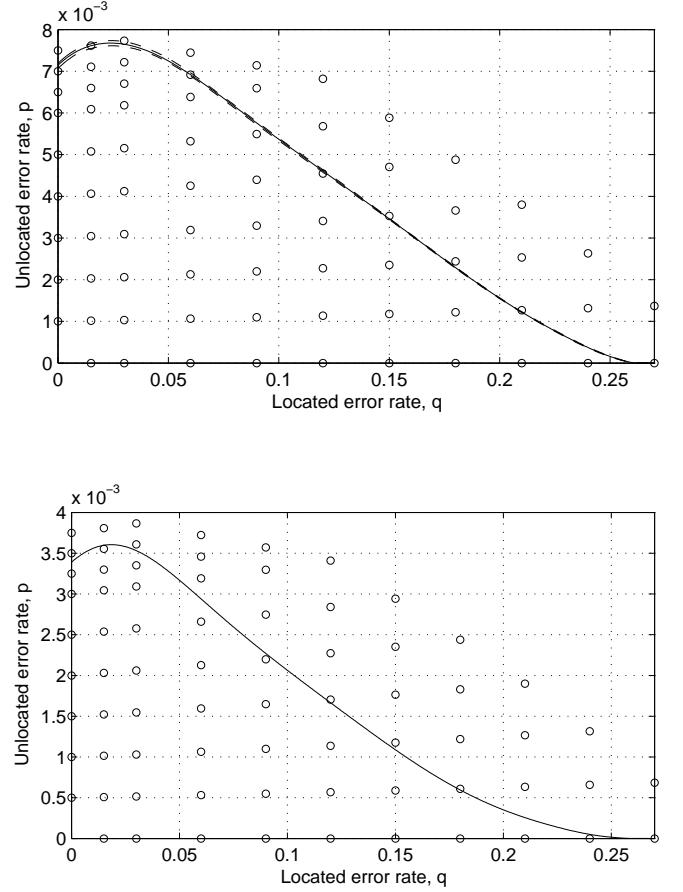 x 10⁻³
8
7
6
5
4
3
2
1
0
Unlocated error rate, p
0 0.05 0.1 0.15 0.2 0.25
Located error rate, q
x 10⁻³
4
3.5
3
2.5
2
1.5
1
0.5
0
Unlocated error rate, p
0 0.05 0.1 0.15 0.2 0.25
Located error rate, q